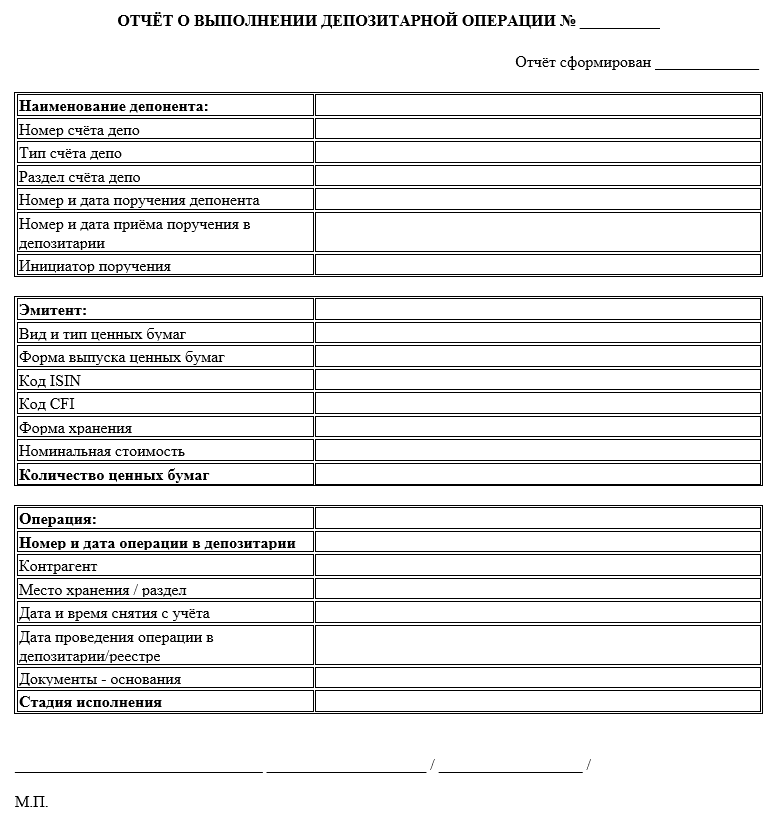 ОТЧЁТ О ВЫПОЛНЕНИИ ДЕПОЗИТАРНОЙ ОПЕРАЦИИ № __________
Отчёт сформирован _____________
Наименование депонента:
Номер счёта депо
Тип счёта депо
Раздел счёта депо
Номер и дата поручения депонента
Номер и дата приёма поручения в
депозитарии
Инициатор поручения
Эмитент:
Вид и тип ценных бумаг
Форма выпуска ценных бумаг
Код ISIN
Код CFI
Форма хранения
Номинальная стоимость
Количество ценных бумаг
Операция:
Номер и дата операции в депозитарии
Контрагент
Место хранения / раздел
Дата и время снятия с учёта
Дата проведения операции в
депозитарии/реестре
Документы - основания
Стадия исполнения
_______________________________ ____________________ / __________________ /
М.П.